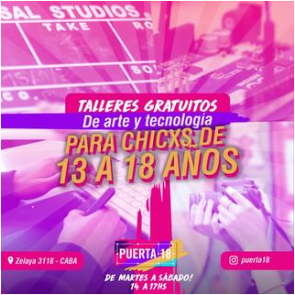 SAL STUDIOS
TAKE
RO
TALLERES GRATUITOS
De arte y tecnología
PARA CHICXS DE
13 A 18 AÑOS
PUERTA 18
Zelaya 3118 - CABA
puerta18
DE MARTES A SÁBADO!
14 A 17HS